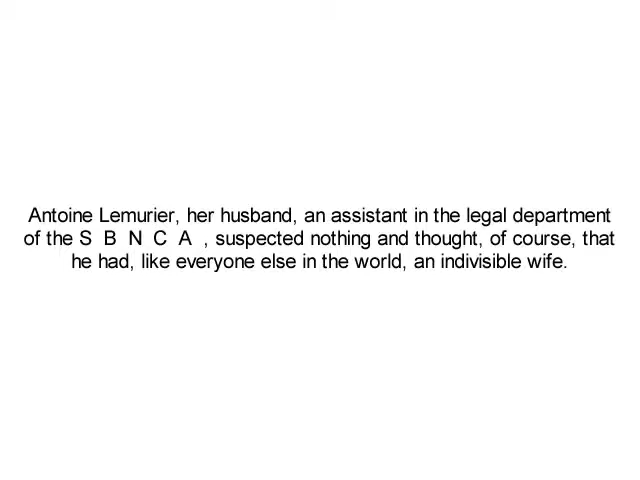 Antoine Lemurier, her husband, an assistant in the legal department
of the S B N C A , suspected nothing and thought, of course, that
he had, like everyone else in the world, an indivisible wife.